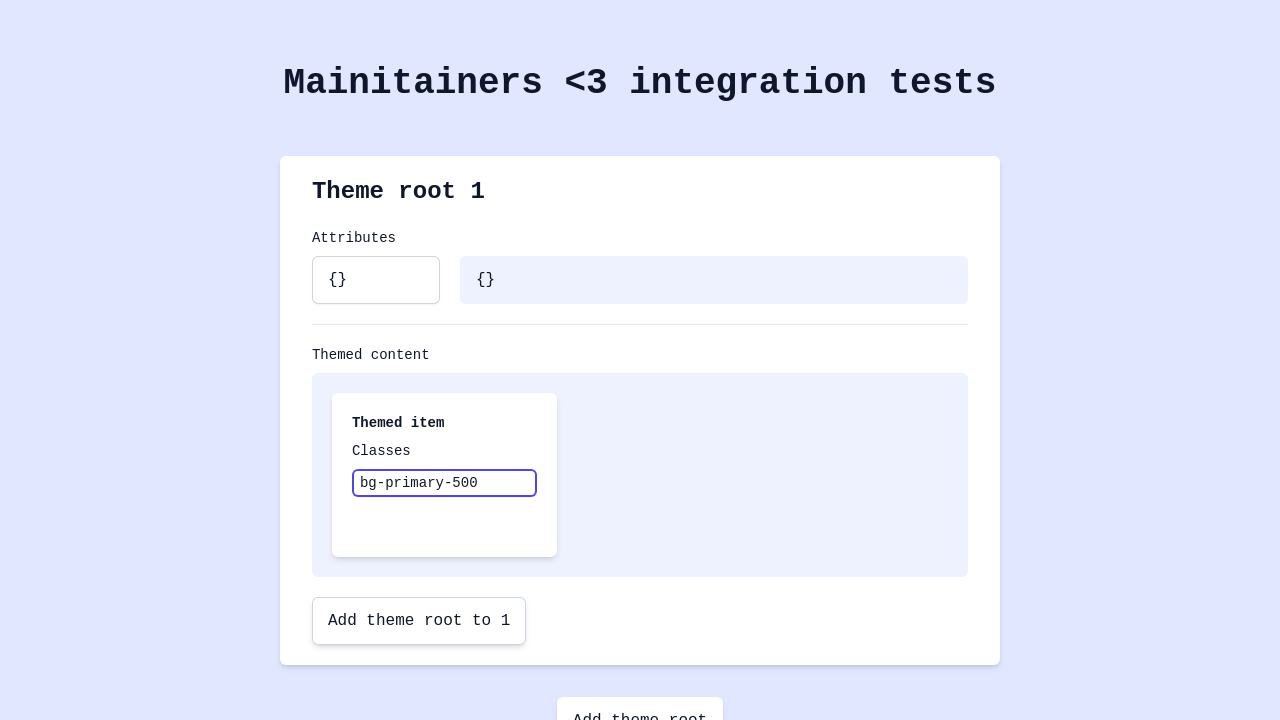 Mainitainers <3 integration tests
Theme root 1
Attributes
{}
{}
Themed content
Themed item
Classes
bg-primary-500
Add theme root to 1
Add theme root